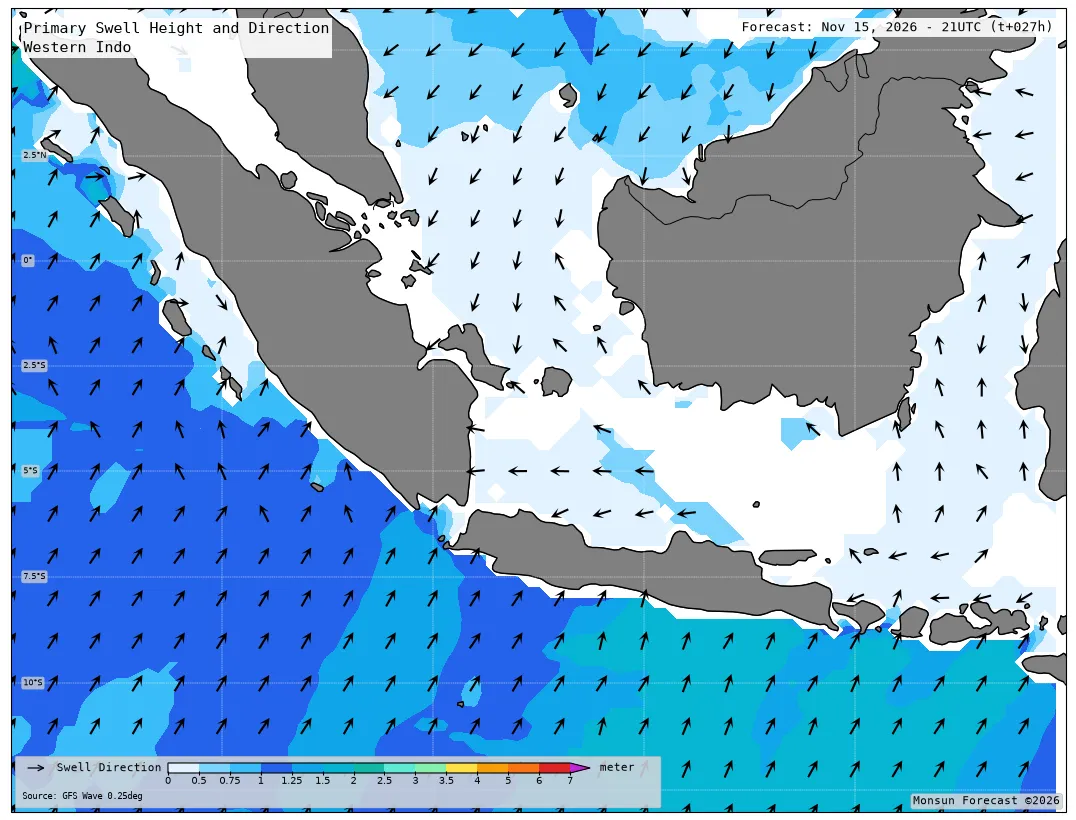 Primary Swell Height and Direction
Western Indo
Forecast: Nov 15, 2026 - 21UTC (t+027h)
2.5°N
0°
2.5°S
5°S
7.5°S
10°S
Swell Direction
0 0.5 0.75 1 1.25 1.5 2 2.5 3 3.5 4 5 6 7
meter
Source: GFS Wave 0.25deg
Monsun Forecast ©2026